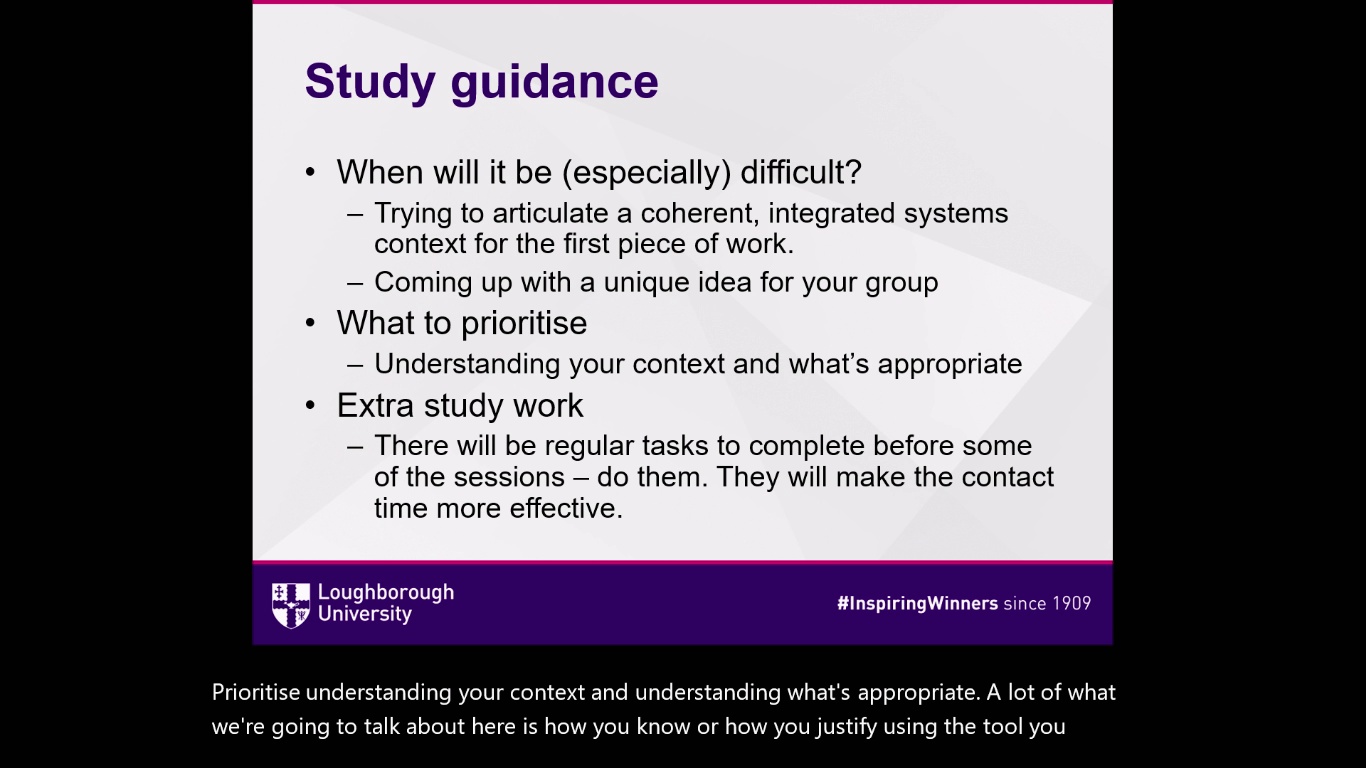 Study guidance
• When will it be (especially) difficult?
– Trying to articulate a coherent, integrated systems
context for the first piece of work.
– Coming up with a unique idea for your group
• What to prioritise
– Understanding your context and what’s appropriate
• Extra study work
– There will be regular tasks to complete before some
of the sessions – do them. They will make the contact
time more effective.
Loughborough
University
#InspiringWinners since 1909
Prioritise understanding your context and understanding what's appropriate. A lot of what
we're going to talk about here is how you know or how you justify using the tool you